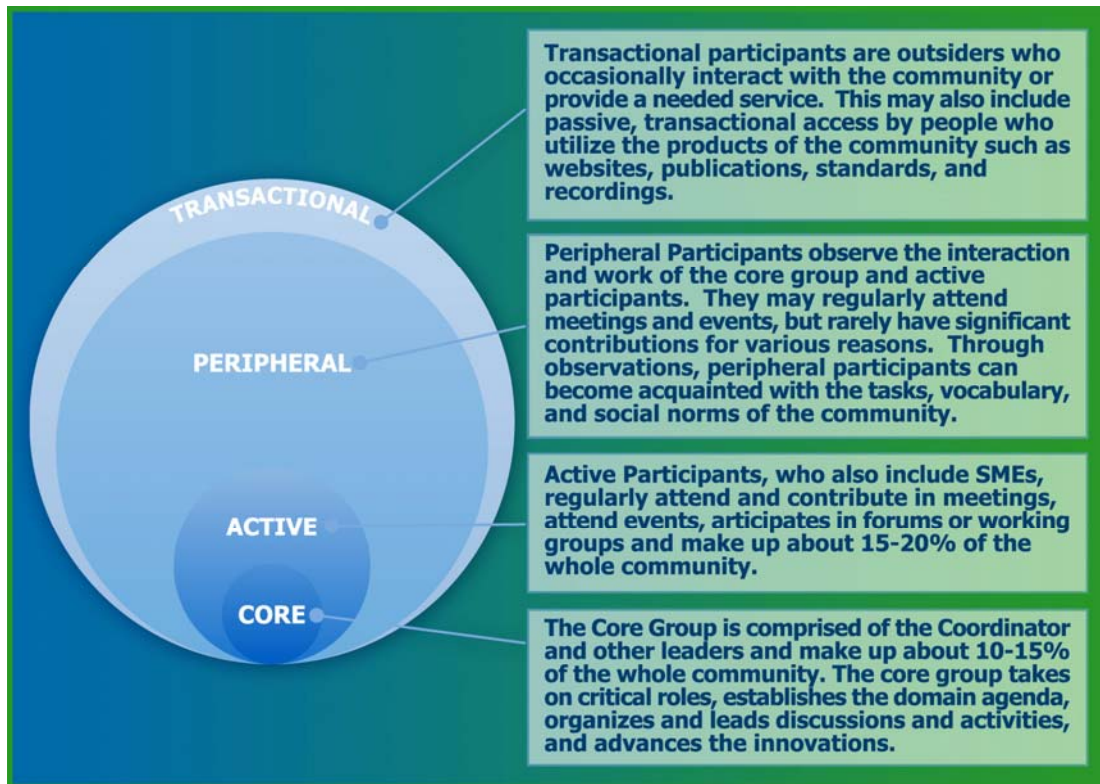 TRANSACTIONAL
PERIPHERAL
ACTIVE
CORE
Transactional participants are outsiders who
occasionally interact with the community or
provide a needed service.  This may also include
passive, transactional access by people who
utilize the products of the community such as
websites, publications, standards, and
recordings.
Peripheral Participants observe the interaction
and work of the core group and active
participants.  They may regularly attend
meetings and events, but rarely have significant
contributions for various reasons.  Through
observations, peripheral participants can
become acquainted with the tasks, vocabulary,
and social norms of the community.
Active Participants, who also include SMEs,
regularly attend and contribute in meetings,
attend events, articipates in forums or working
groups and make up about 15-20% of the
whole community.
The Core Group is comprised of the Coordinator
and other leaders and make up about 10-15%
of the whole community. The core group takes
on critical roles, establishes the domain agenda,
organizes and leads discussions and activities,
and advances the innovations.